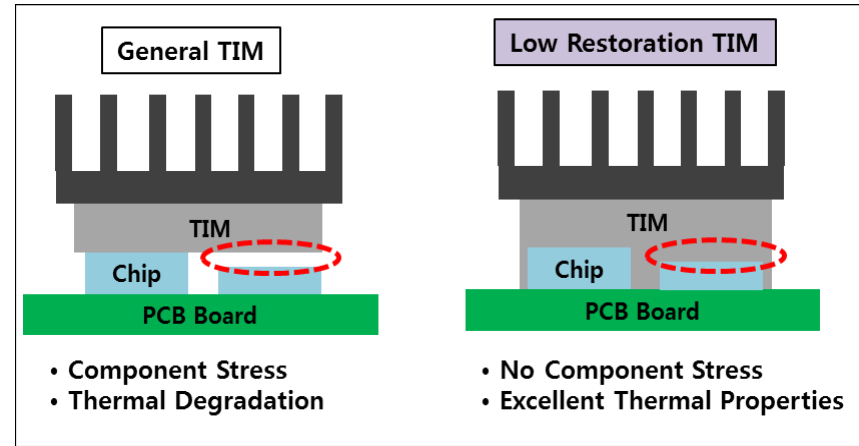 General TIM
Low Restoration TIM
TIM
Chip
PCB Board
• Component Stress
• Thermal Degradation
TIM
Chip
PCB Board
• No Component Stress
• Excellent Thermal Properties